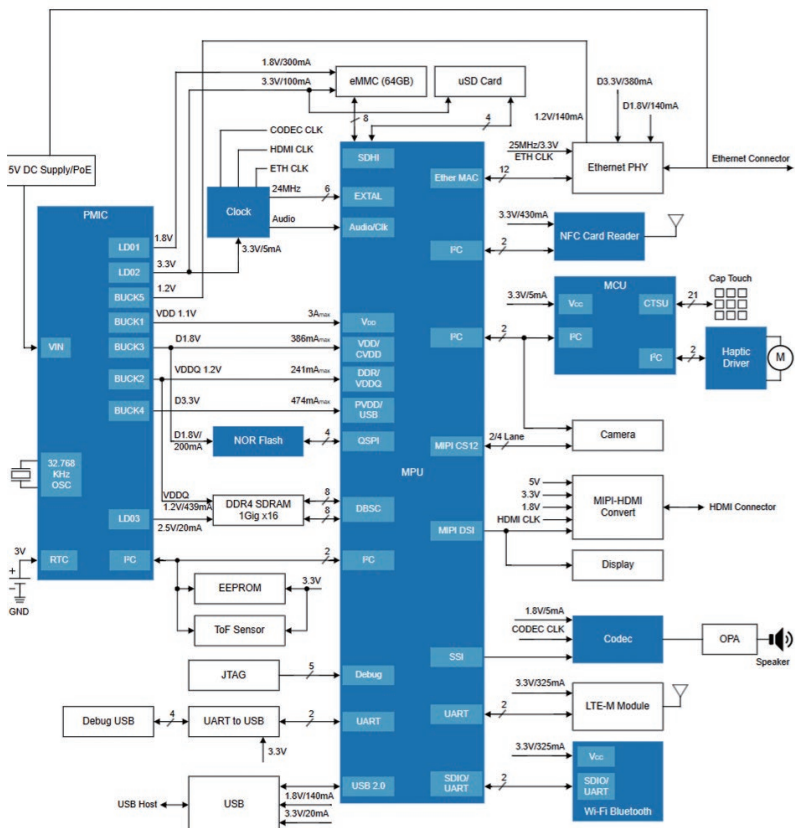 1.8V/300mA
3.3V/100mA
eMMC (64GB)
uSD Card
D3.3V/380mA
D1.8V/140mA
1.2V/140mA
8
4
CODEC CLK
HDMI CLK
ETH CLK
25MHz/3.3V
ETH CLK
Ethernet PHY
Ethernet Connector
5V DC Supply/PoE
SDHI
Ether MAC
12
24MHz
6
EXTAL
Clock
Audio
Audio/Clk
3.3V/5mA
PMIC
LD01
1.8V
LD02
3.3V
BUCK5
1.2V
I²C
2
3.3V/430mA
NFC Card Reader
BUCK1
VDD 1.1V
3Amax
VDD
VIN
BUCK3
D1.8V
386mAmax
VDD/
CVDD
BUCK2
VDDQ 1.2V
241mAmax
DDR/
VDDQ
BUCK4
D3.3V
474mAmax
PVDD/
USB
3.3V/5mA
MCU
Vcc
CTSU
21
Cap Touch
I²C
2
I²C
I²C
2
Haptic
Driver
M
D1.8V/
200mA
NOR Flash
4
QSPI
MPU
MIPI CS12
2/4 Lane
Camera
32.768
KHz
OSC
VDDQ
1.2V/439mA
2.5V/20mA
DDR4 SDRAM
1Gig x16
8
8
DBSC
LD03
5V
3.3V
1.8V
HDMI CLK
MIPI-HDMI
Convert
HDMI Connector
MIPI DSI
Display
3V
RTC
I²C
2
I²C
+
−
GND
EEPROM
3.3V
ToF Sensor
1.8V/5mA
CODEC CLK
Codec
OPA
Speaker
SSI
JTAG
5
Debug
3.3V/325mA
LTE-M Module
UART
2
Debug USB
4
UART to USB
2
UART
3.3V
3.3V/325mA
Vcc
SDIO/
UART
2
SDIO/
UART
Wi-Fi Bluetooth
USB Host
USB
USB 2.0
1.8V/140mA
3.3V/20mA